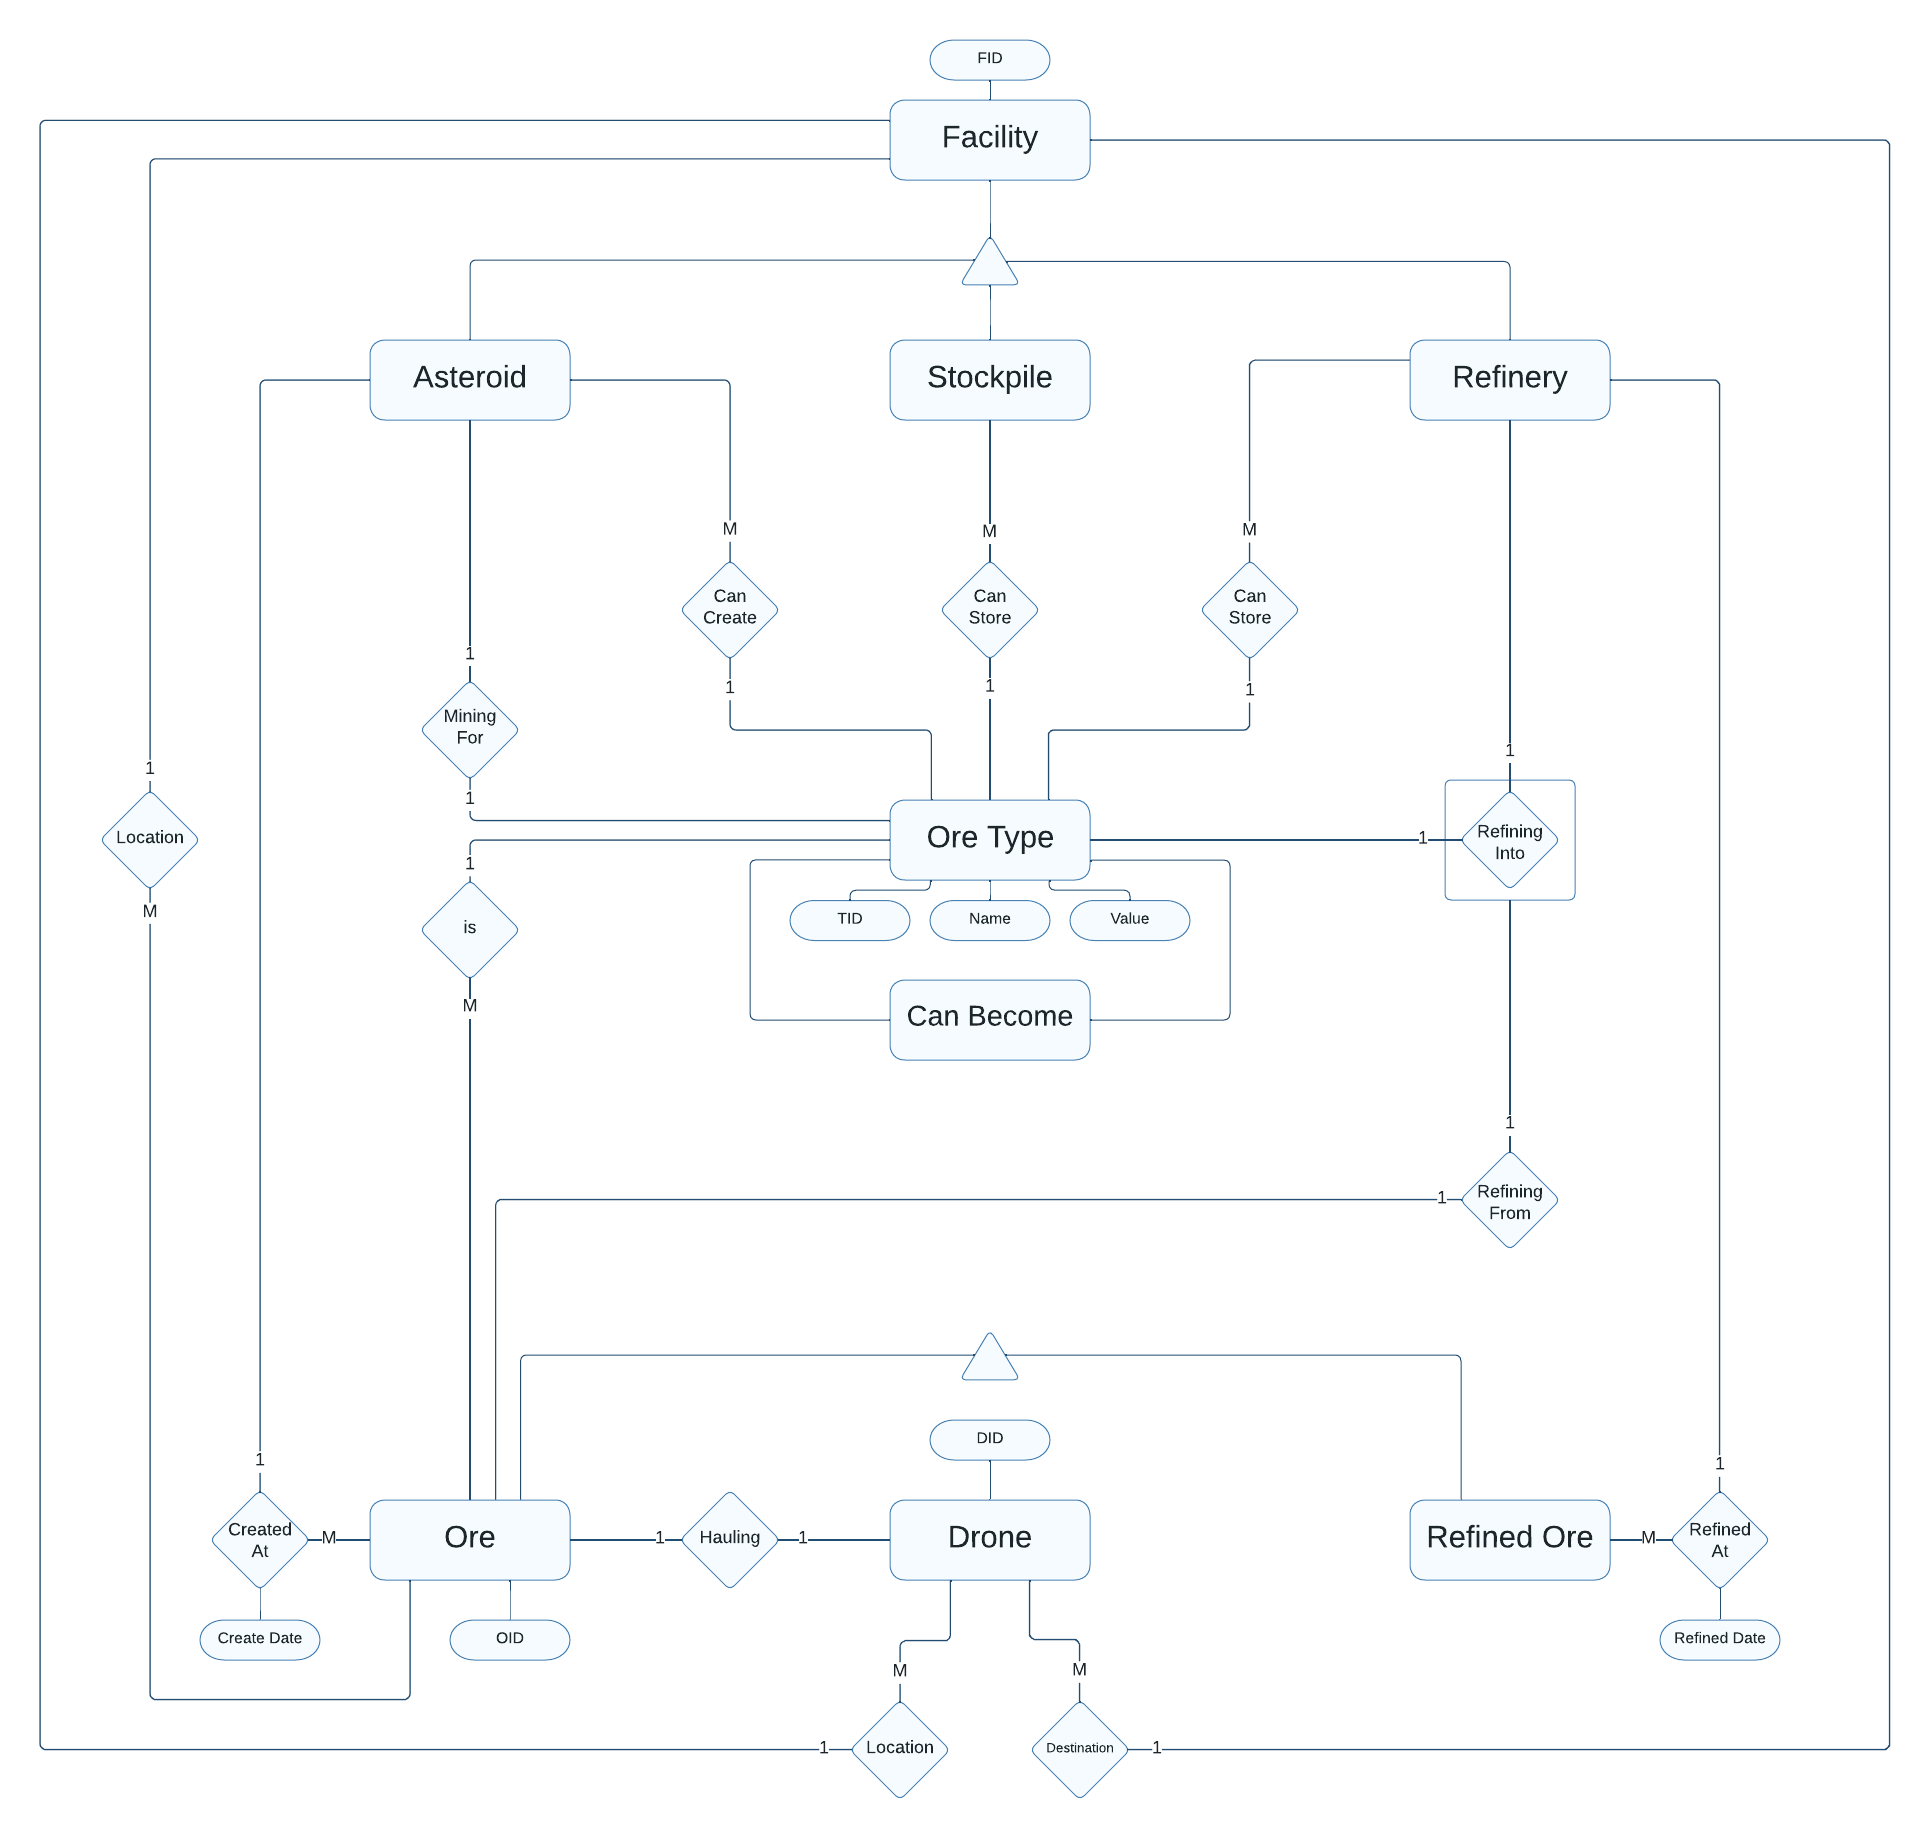 FID
Facility
Asteroid
Stockpile
Refinery
M
M
M
Can
Create
Can
Store
Can
Store
1
1
1
1
Mining
For
1
1
1
Location
M
1
Ore Type
1
Refining
Into
1
is
M
TID
Name
Value
Can Become
1
1
Refining
From
DID
1
1
Created
At
M
Ore
1
Hauling
1
Drone
Refined Ore
M
Refined
At
Create Date
OID
Refined Date
M
M
1
Location
Destination
1